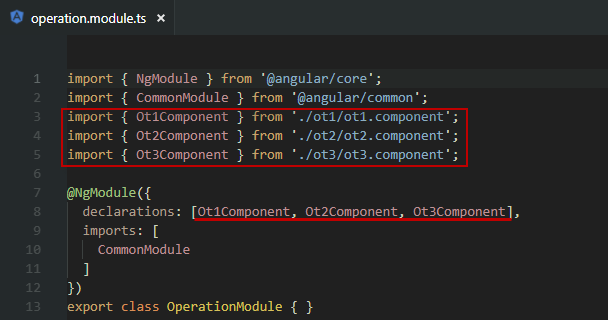 operation.module.ts ×
1 import { NgModule } from '@angular/core';
2 import { CommonModule } from '@angular/common';
3 import { Ot1Component } from './ot1/ot1.component';
4 import { Ot2Component } from './ot2/ot2.component';
5 import { Ot3Component } from './ot3/ot3.component';
6
7 @NgModule({
8   declarations: [Ot1Component, Ot2Component, Ot3Component],
9   imports: [
10     CommonModule
11   ]
12 })
13 export class OperationModule { }